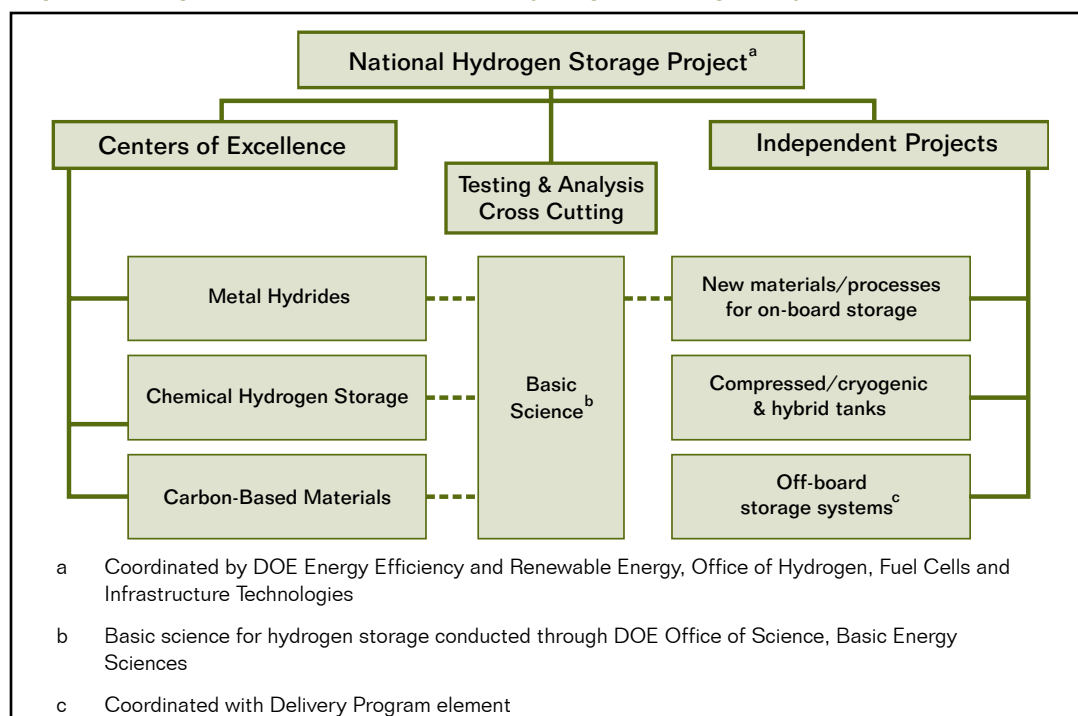 National Hydrogen Storage Projectᵃ
Centers of Excellence
Independent Projects
Testing & Analysis
Cross Cutting
Metal Hydrides
New materials/processes
for on-board storage
Chemical Hydrogen Storage
Basic
Scienceᵇ
Compressed/cryogenic
& hybrid tanks
Carbon-Based Materials
Off-board
storage systemsᶜ
a Coordinated by DOE Energy Efficiency and Renewable Energy, Office of Hydrogen, Fuel Cells and
Infrastructure Technologies
b Basic science for hydrogen storage conducted through DOE Office of Science, Basic Energy
Sciences
c Coordinated with Delivery Program element